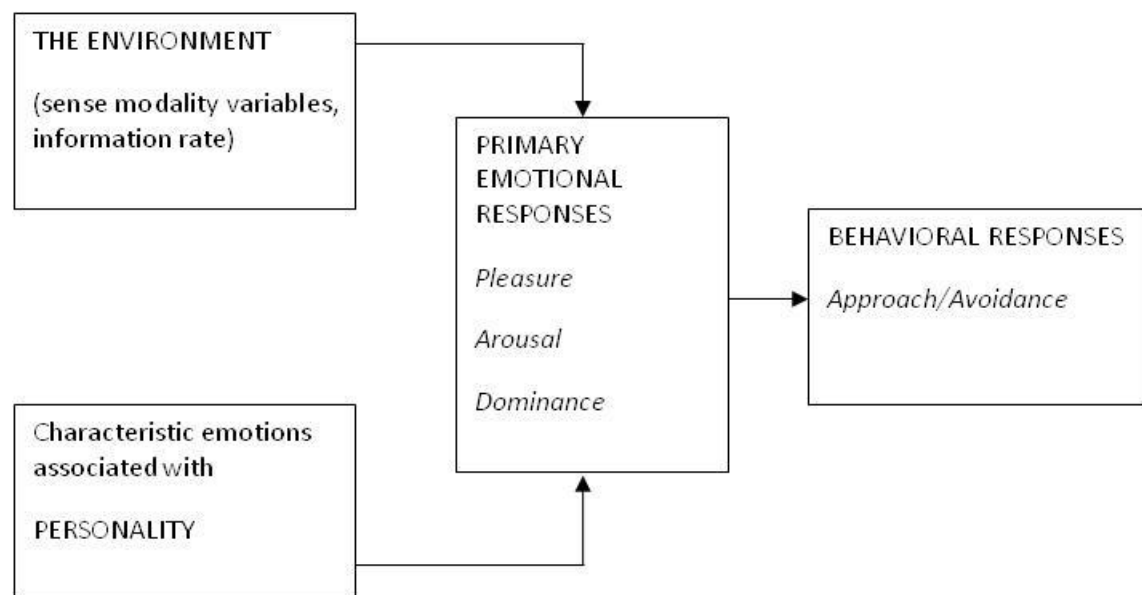 THE ENVIRONMENT
(sense modality variables,
information rate)
PRIMARY
EMOTIONAL
RESPONSES
Pleasure
Arousal
Dominance
BEHAVIORAL RESPONSES
Approach/Avoidance
Characteristic emotions
associated with
PERSONALITY